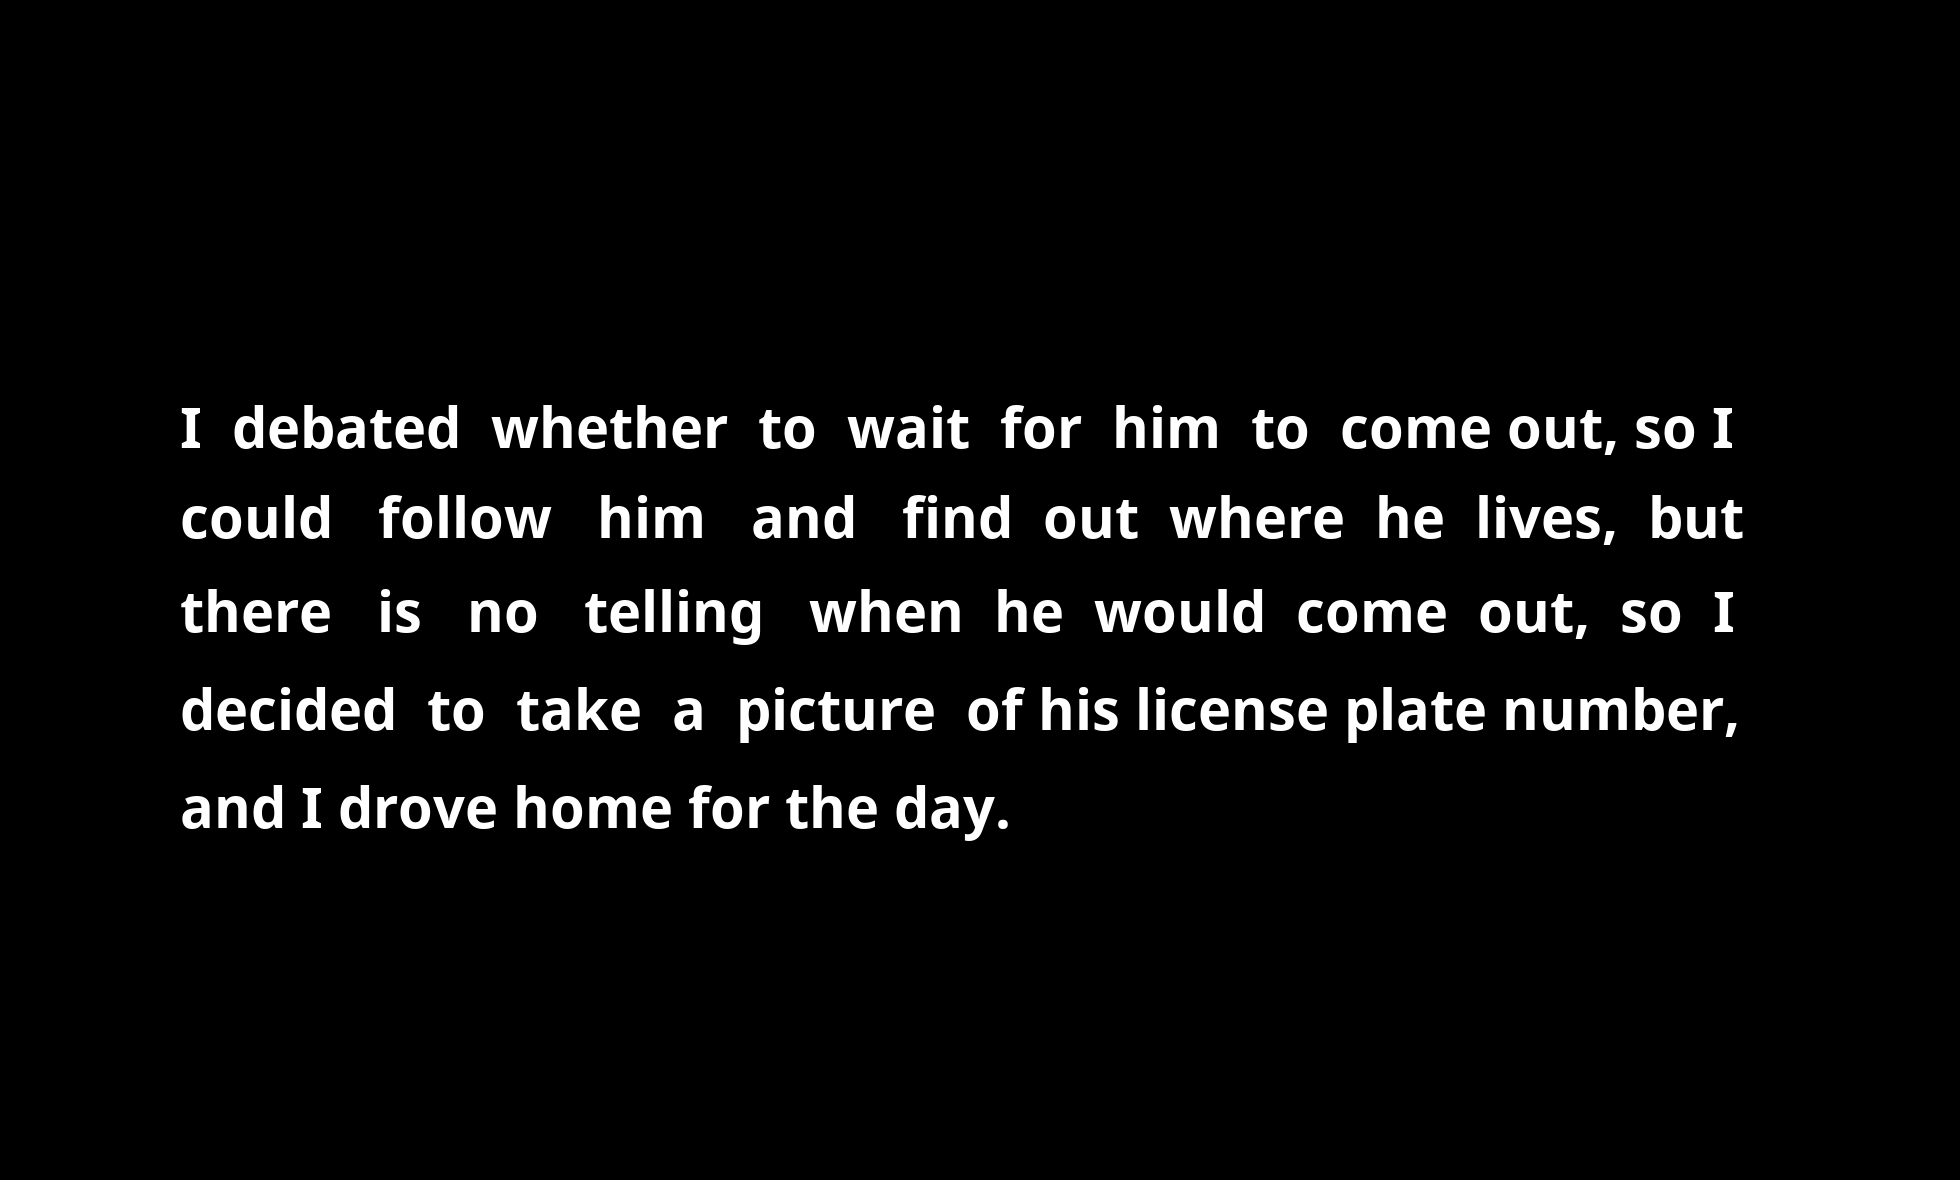 I debated whether to wait for him to come out, so I
could follow him and find out where he lives, but
there is no telling when he would come out, so I
decided to take a picture of his license plate number,
and I drove home for the day.